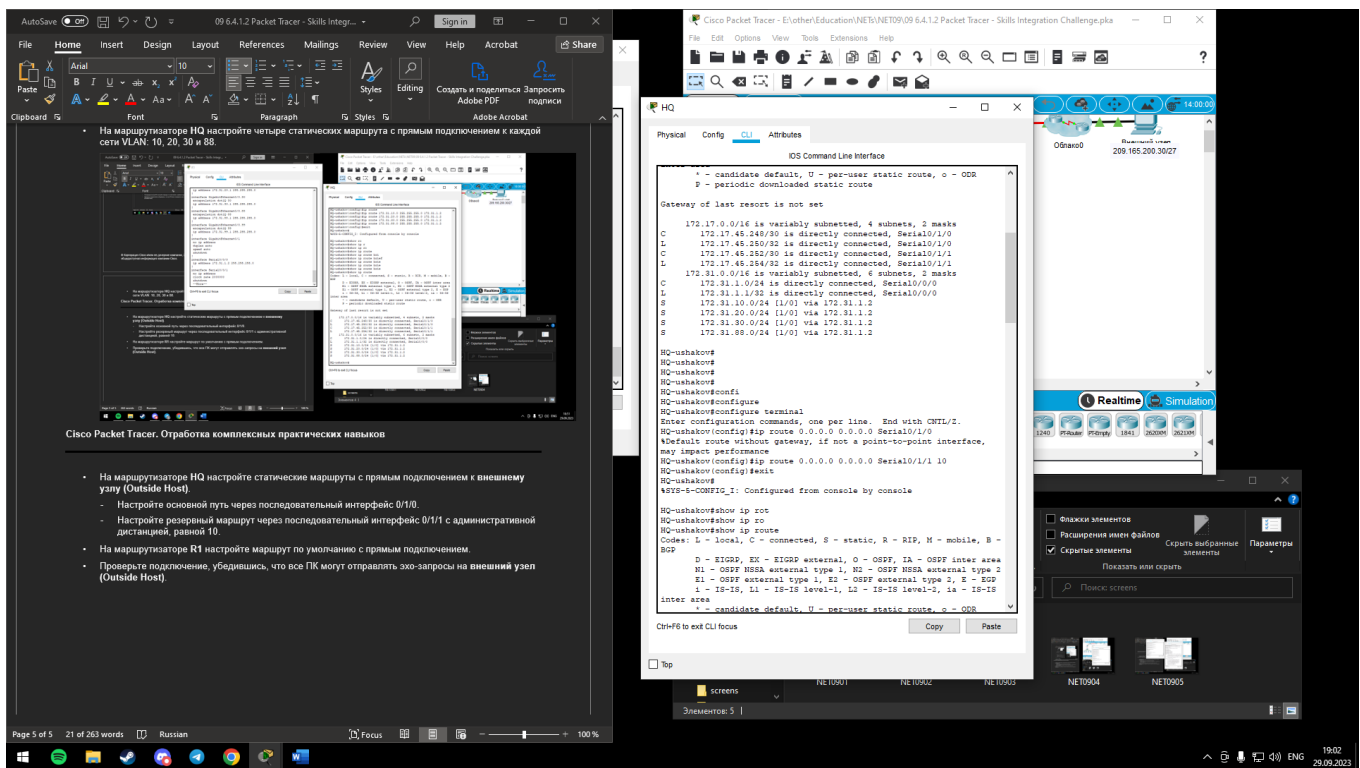 AutoSave Off 09 6.4.1.2 Packet Tracer - Skills Integr... Sign in
File Home Insert Design Layout References Mailings Review View Help Acrobat Share
Arial 10
Paste
Styles Editing Создать и поделиться Adobe PDF Запросить подписи
Clipboard Font Paragraph Styles Adobe Acrobat
На маршрутизаторе HQ настройте четыре статических маршрута с прямым подключением к каждой
сети VLAN: 10, 20, 30 и 88.
Cisco Packet Tracer. Отработка комплексных практических навыков
На маршрутизаторе HQ настройте статические маршруты с прямым подключением к внешнему
узлу (Outside Host).
- Настройте основной путь через последовательный интерфейс 0/1/0.
- Настройте резервный маршрут через последовательный интерфейс 0/1/1 с административной
дистанцией, равной 10.
На маршрутизаторе R1 настройте маршрут по умолчанию с прямым подключением.
Проверьте подключение, убедившись, что все ПК могут отправлять эхо-запросы на внешний узел
(Outside Host).
Page 5 of 5 21 of 263 words Russian Focus 100 %
Cisco Packet Tracer - E:\other\Education\NETs\NET09\09 6.4.1.2 Packet Tracer - Skills Integration Challenge.pka
File Edit Options View Tools Extensions Help
14:00:00
Облако0
Внешний узел
209.165.200.30/27
HQ
Physical Config CLI Attributes
IOS Command Line Interface
* - candidate default, U - per-user static route, o - ODR
P - periodic downloaded static route
Gateway of last resort is not set
172.17.0.0/16 is variably subnetted, 4 subnets, 2 masks
C 172.17.45.248/30 is directly connected, Serial0/1/0
L 172.17.45.250/32 is directly connected, Serial0/1/0
C 172.17.45.252/30 is directly connected, Serial0/1/1
L 172.17.45.254/32 is directly connected, Serial0/1/1
172.31.0.0/16 is variably subnetted, 6 subnets, 2 masks
C 172.31.1.0/24 is directly connected, Serial0/0/0
L 172.31.1.1/32 is directly connected, Serial0/0/0
S 172.31.10.0/24 [1/0] via 172.31.1.2
S 172.31.20.0/24 [1/0] via 172.31.1.2
S 172.31.30.0/24 [1/0] via 172.31.1.2
S 172.31.88.0/24 [1/0] via 172.31.1.2
HQ-ushakov#
HQ-ushakov#
HQ-ushakov#
HQ-ushakov#confi
HQ-ushakov#configure
HQ-ushakov#configure terminal
Enter configuration commands, one per line. End with CNTL/Z.
HQ-ushakov(config)#ip route 0.0.0.0 0.0.0.0 Serial0/1/0
%Default route without gateway, if not a point-to-point interface,
may impact performance
HQ-ushakov(config)#ip route 0.0.0.0 0.0.0.0 Serial0/1/1 10
HQ-ushakov(config)#exit
HQ-ushakov#
%SYS-5-CONFIG_I: Configured from console by console
HQ-ushakov#show ip rot
HQ-ushakov#show ip ro
HQ-ushakov#show ip route
Codes: L - local, C - connected, S - static, R - RIP, M - mobile, B -
BGP
D - EIGRP, EX - EIGRP external, O - OSPF, IA - OSPF inter area
N1 - OSPF NSSA external type 1, N2 - OSPF NSSA external type 2
E1 - OSPF external type 1, E2 - OSPF external type 2, E - EGP
i - IS-IS, L1 - IS-IS level-1, L2 - IS-IS level-2, ia - IS-IS
inter area
* - candidate default, U - per-user static route, o - ODR
Ctrl+F6 to exit CLI focus Copy Paste
Top
Realtime Simulation
1240 PT-Router PT-Empty 1841 2620XM 2621XM
Флажки элементов
Расширения имен файлов
Скрытые элементы
Скрыть выбранные элементы
Параметры
Показать или скрыть
Поиск: screens
NET0901 NET0902 NET0903 NET0904 NET0905
screens
Элементов: 5
ENG 19:02
29.09.2023